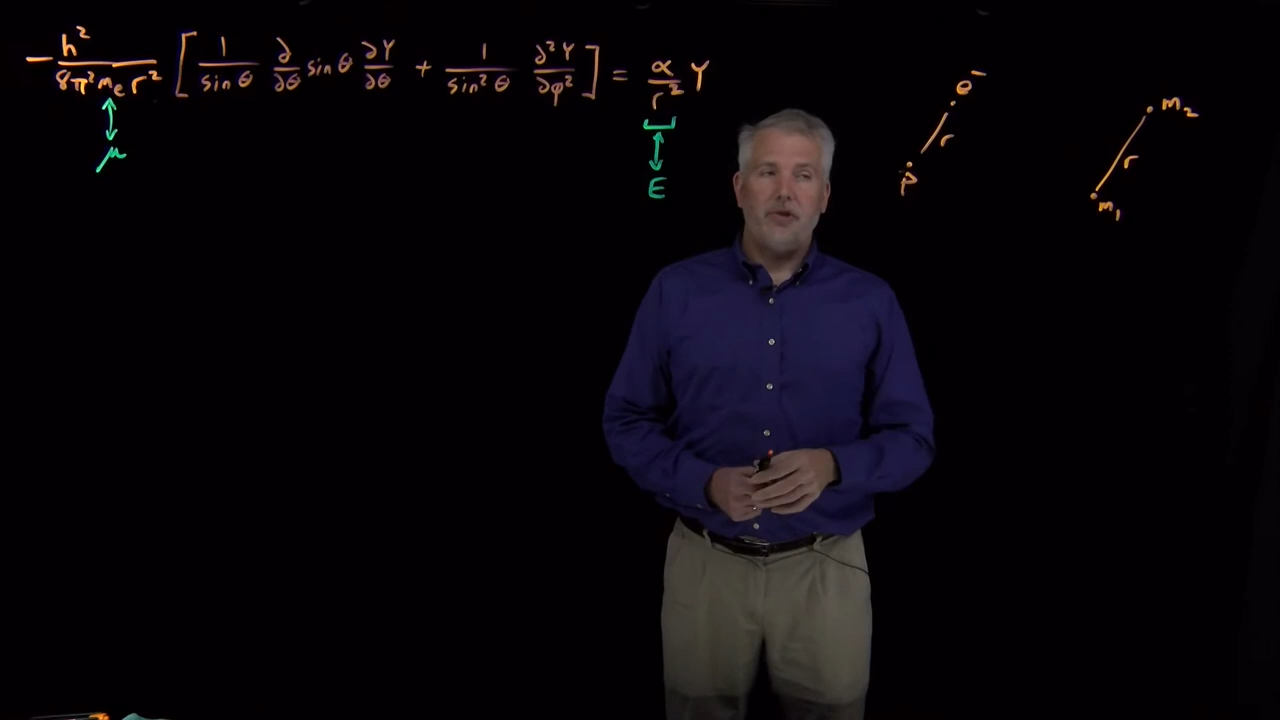 -h²/(8π²mₑr²) [1/sinθ ∂/∂θ sinθ ∂Y/∂θ + 1/sin²θ ∂²Y/∂φ²] = α/r² Y
μ
E
e⁻
r
p
m₂
r
m₁